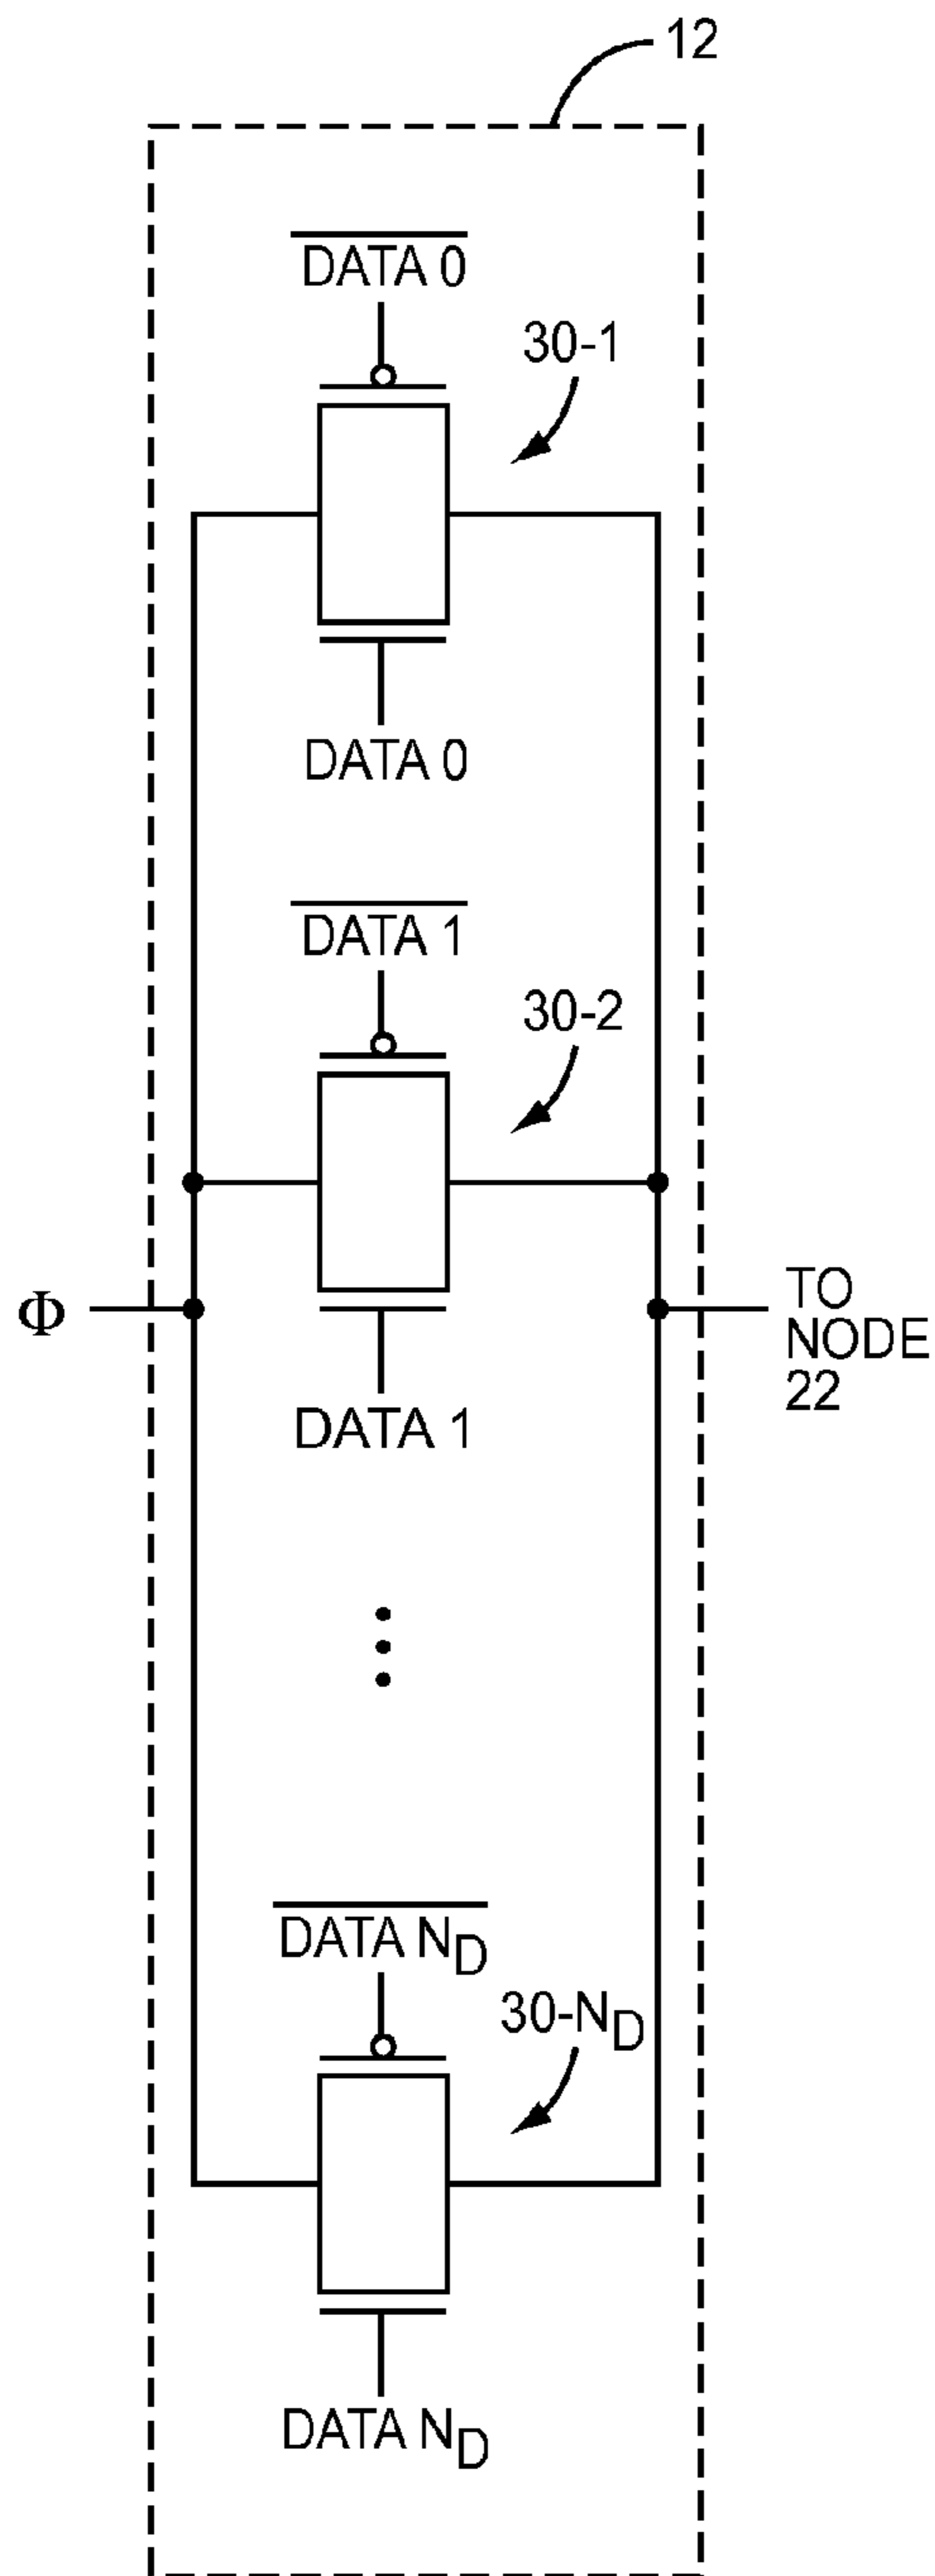 12
DATA 0
30-1
DATA 0
DATA 1
30-2
Φ
TO
NODE
22
DATA 1
DATA N_D
30-N_D
DATA N_D